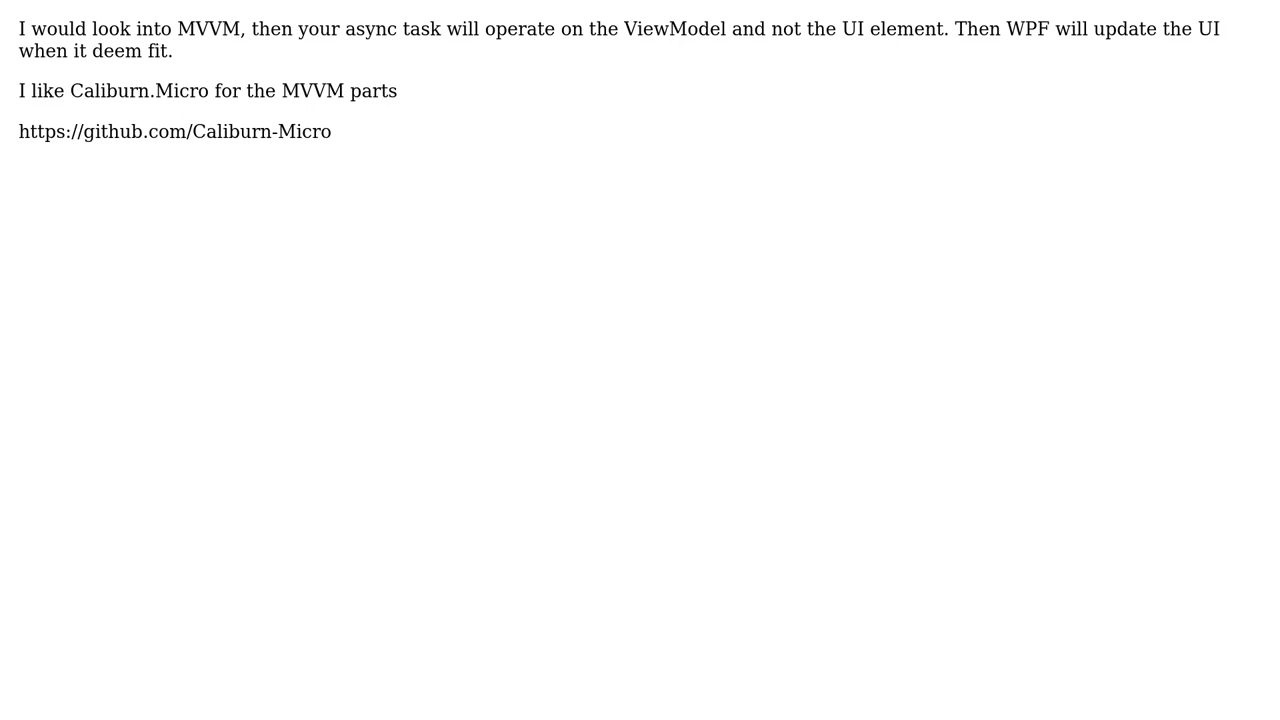 I would look into MVVM, then your async task will operate on the ViewModel and not the UI element. Then WPF will update the UI
when it deem fit.
I like Caliburn.Micro for the MVVM parts
https://github.com/Caliburn-Micro